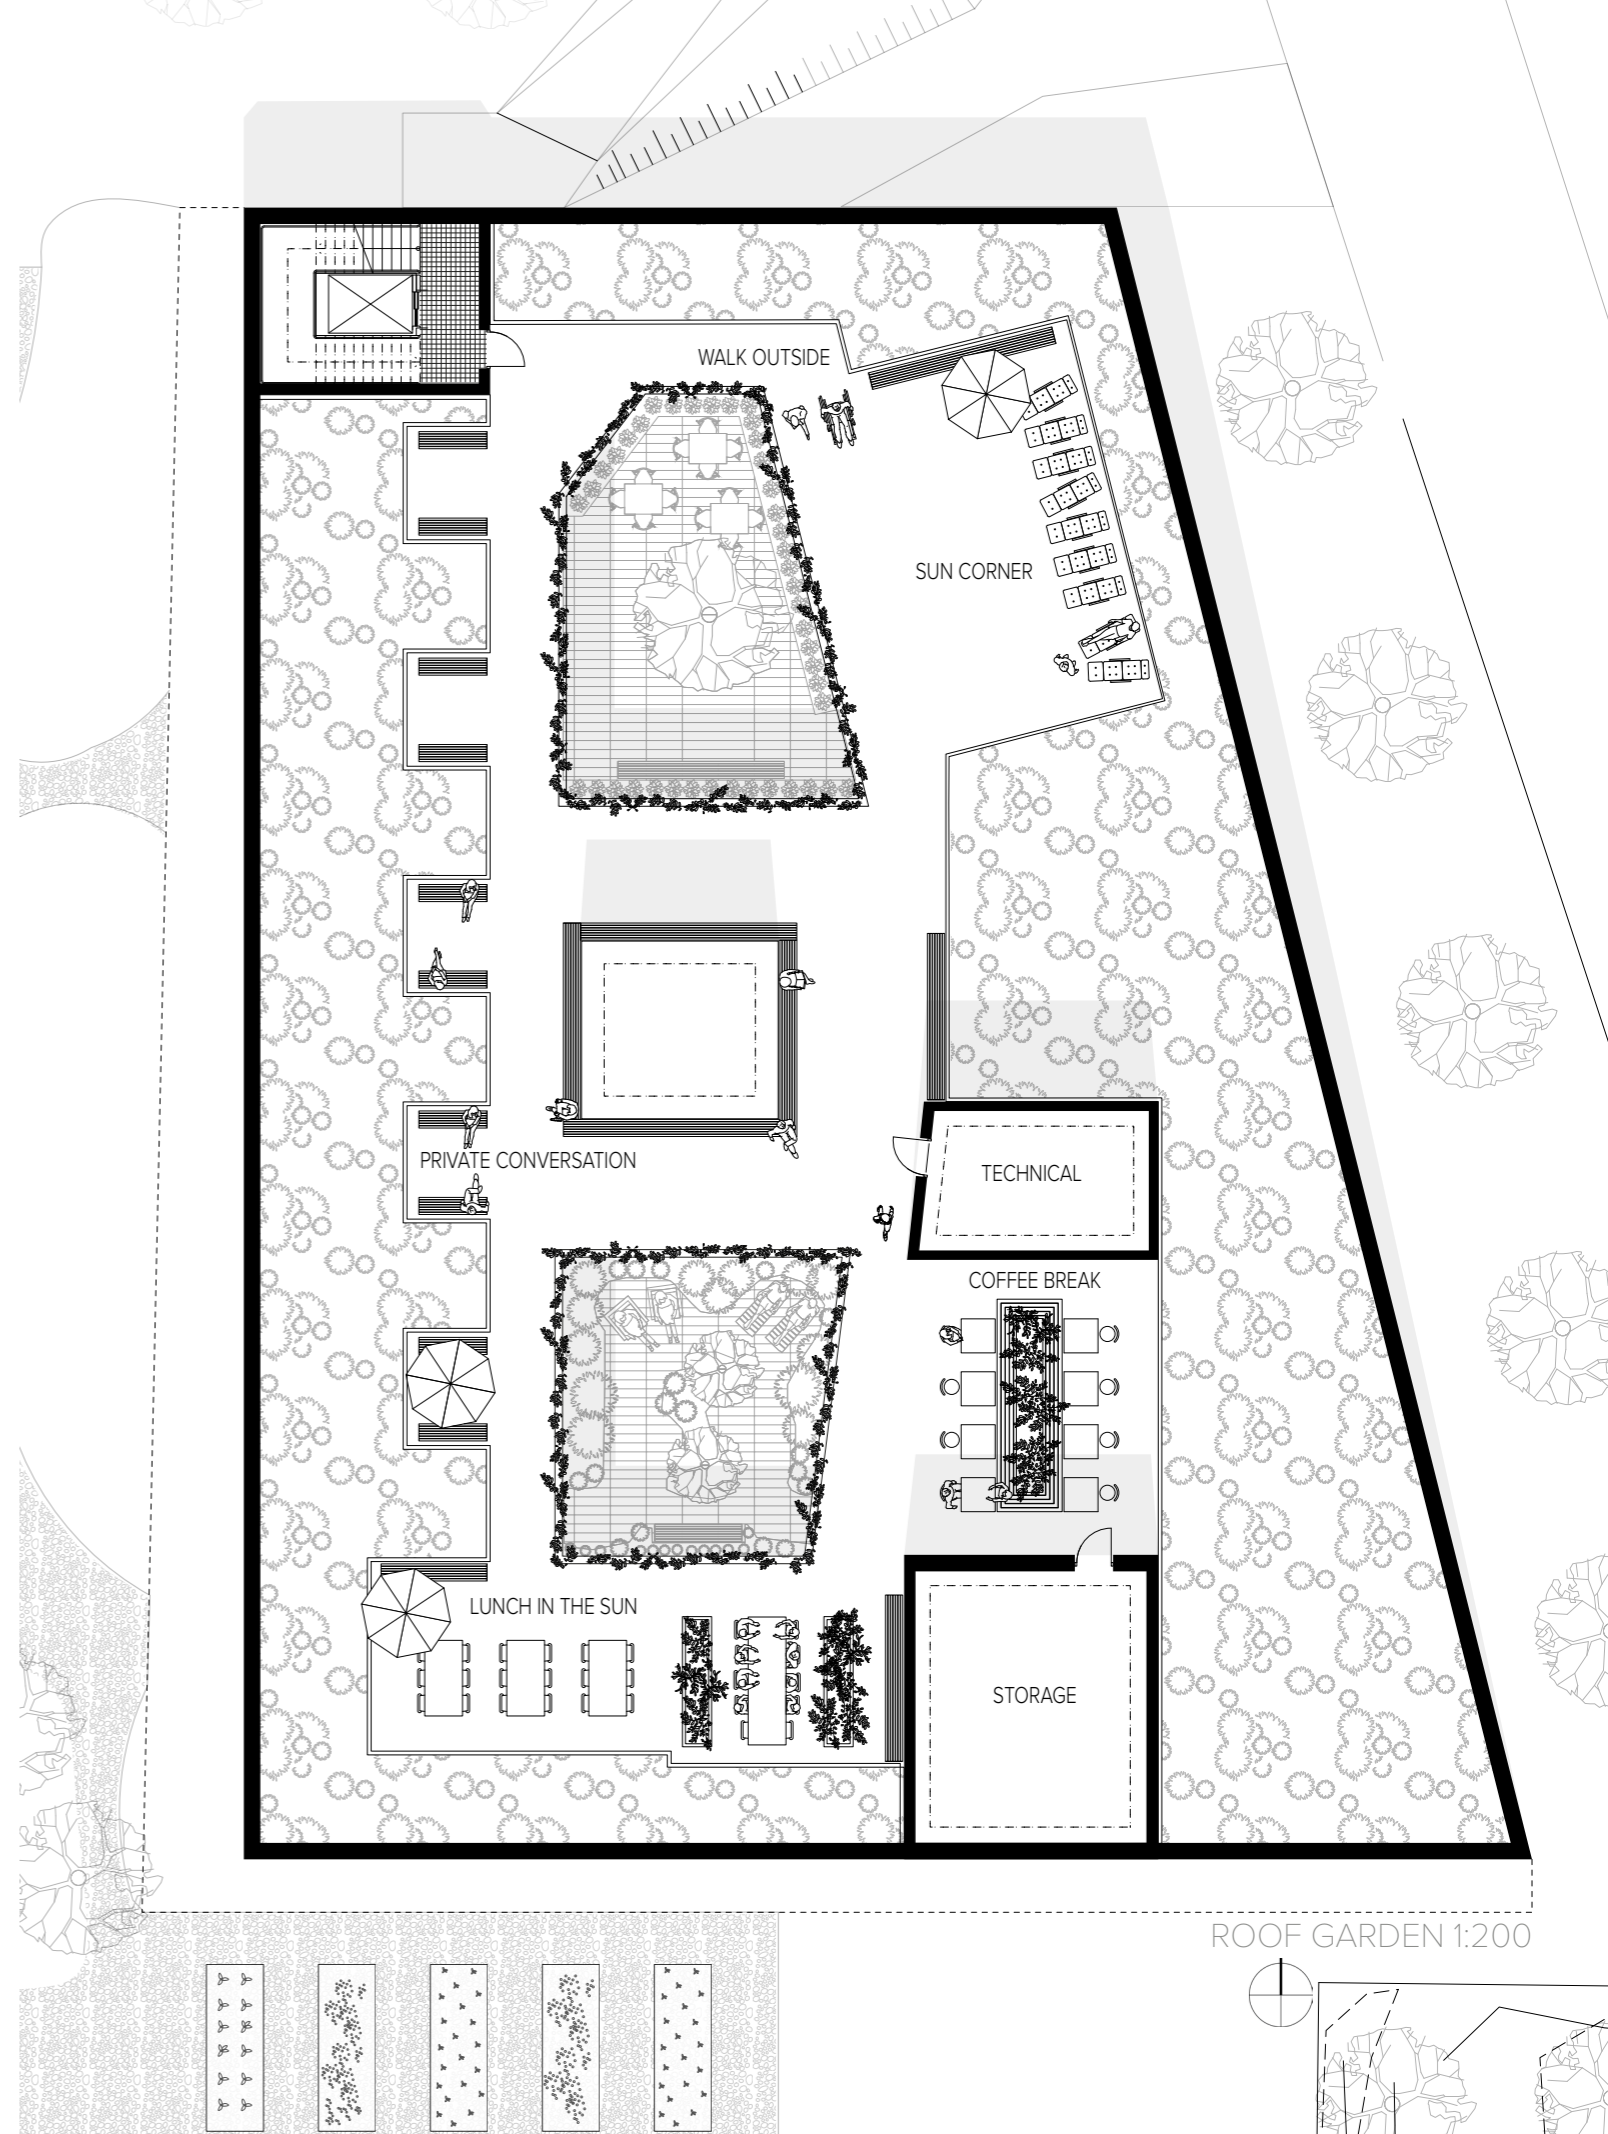 WALK OUTSIDE
SUN CORNER
PRIVATE CONVERSATION
TECHNICAL
COFFEE BREAK
LUNCH IN THE SUN
STORAGE
ROOF GARDEN 1:200